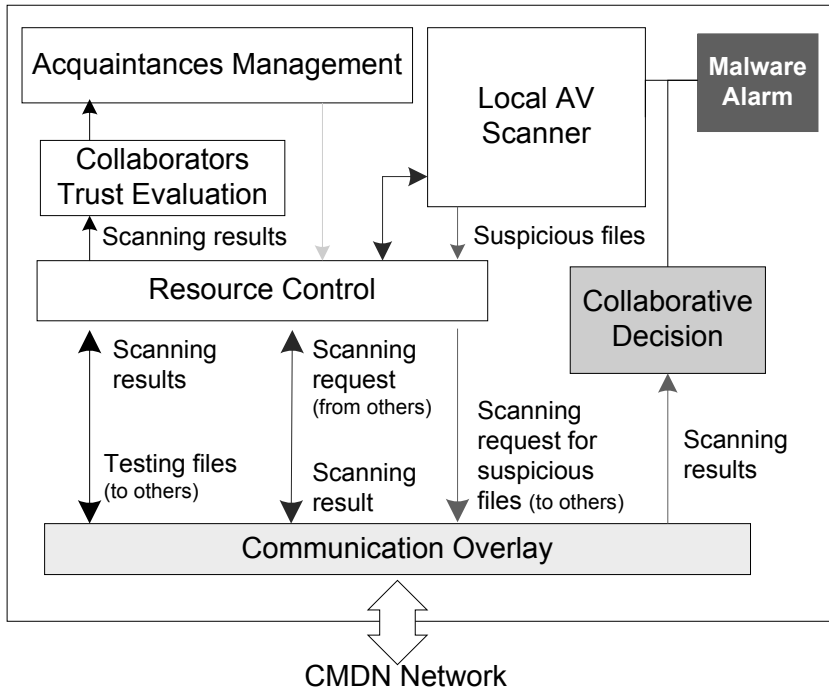 Acquaintances Management
Local AV
Scanner
Malware
Alarm
Collaborators
Trust Evaluation
Scanning results
Suspicious files
Resource Control
Collaborative
Decision
Scanning
results
Testing files
(to others)
Scanning
request
(from others)
Scanning
result
Scanning
request for
suspicious
files (to others)
Scanning
results
Communication Overlay
CMDN Network